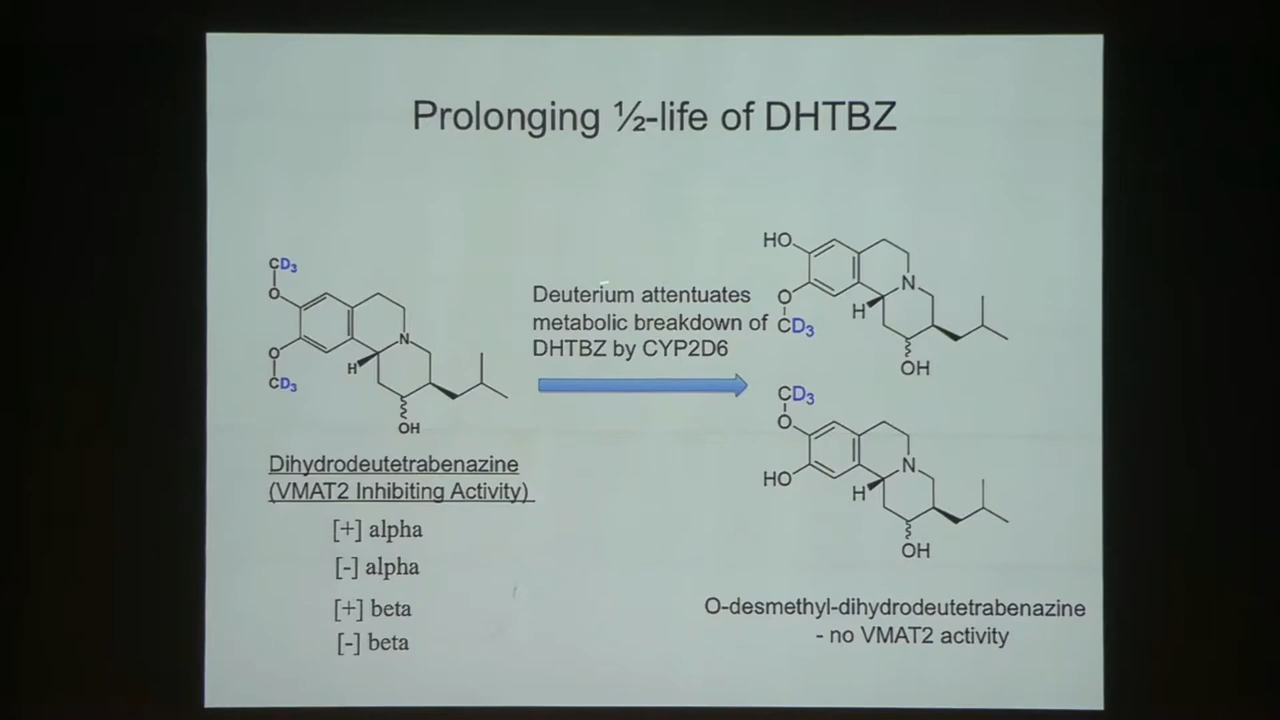 Prolonging ½-life of DHTBZ
CD3
O
O
CD3
N
H
OH
Dihydrodeutetrabenazine
(VMAT2 Inhibiting Activity)
[+] alpha
[-] alpha
[+] beta
[-] beta
Deuterium attentuates
metabolic breakdown of
DHTBZ by CYP2D6
HO
O
CD3
N
H
OH
CD3
O
HO
N
H
OH
O-desmethyl-dihydrodeutetrabenazine
- no VMAT2 activity